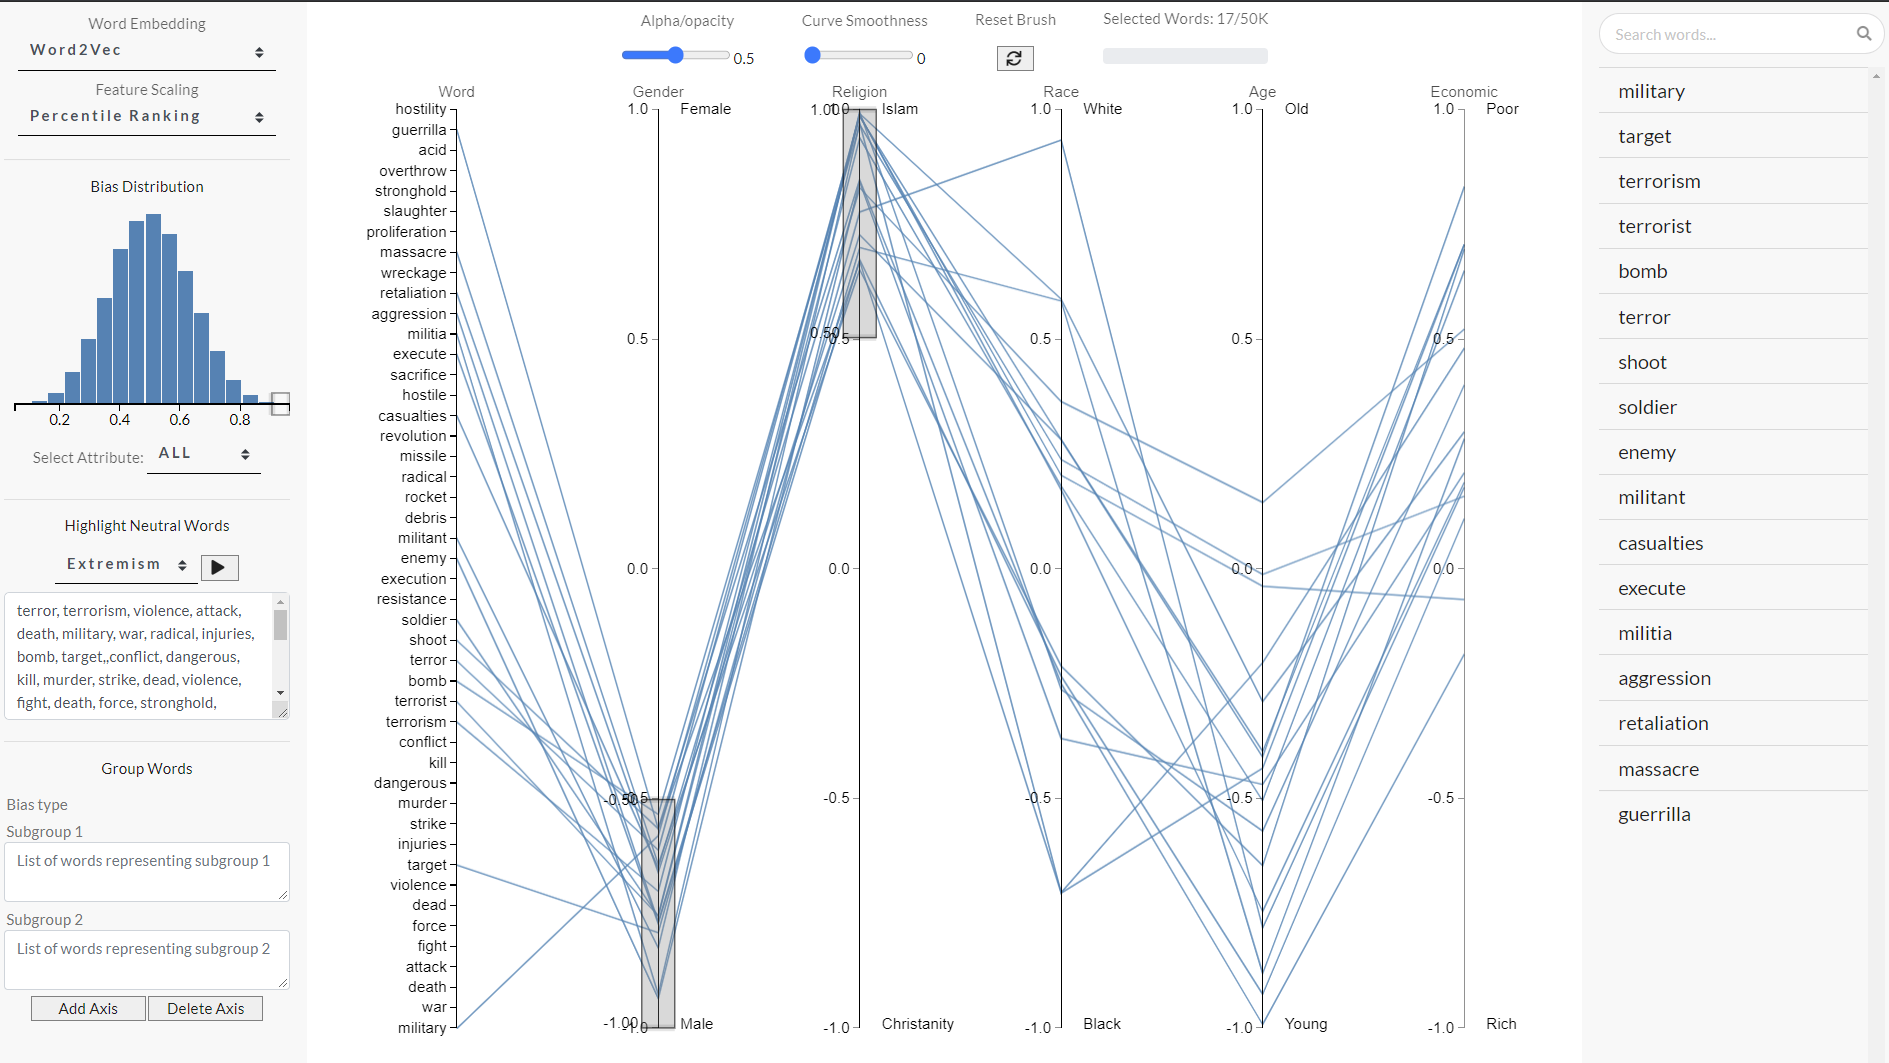 Word Embedding
Word2Vec
Feature Scaling
Percentile Ranking
Bias Distribution
0.2 0.4 0.6 0.8
Select Attribute: ALL
Highlight Neutral Words
Extremism
terror, terrorism, violence, attack,
death, military, war, radical, injuries,
bomb, target,,conflict, dangerous,
kill, murder, strike, dead, violence,
fight, death, force, stronghold,
Group Words
Bias type
Subgroup 1
List of words representing subgroup 1
Subgroup 2
List of words representing subgroup 2
Add Axis Delete Axis
Alpha/opacity
0.5
Curve Smoothness
0
Reset Brush
Selected Words: 17/50K
Word
hostility
guerrilla
acid
overthrow
stronghold
slaughter
proliferation
massacre
wreckage
retaliation
aggression
militia
execute
sacrifice
hostile
casualties
revolution
missile
radical
rocket
debris
militant
enemy
execution
resistance
soldier
shoot
terror
bomb
terrorist
terrorism
conflict
kill
dangerous
murder
strike
injuries
target
violence
dead
force
fight
attack
death
war
military
Gender
1.0 Female
0.5
0.0
-0.50
-0.5
-1.00
-1.0 Male
Religion
1.00
1.0 Islam
0.50
0.5
0.0
-0.5
-1.0 Christanity
Race
1.0 White
0.5
0.0
-0.5
-1.0 Black
Age
1.0 Old
0.5
0.0
-0.5
-1.0 Young
Economic
1.0 Poor
0.5
0.0
-0.5
-1.0 Rich
Search words...
military
target
terrorism
terrorist
bomb
terror
shoot
soldier
enemy
militant
casualties
execute
militia
aggression
retaliation
massacre
guerrilla